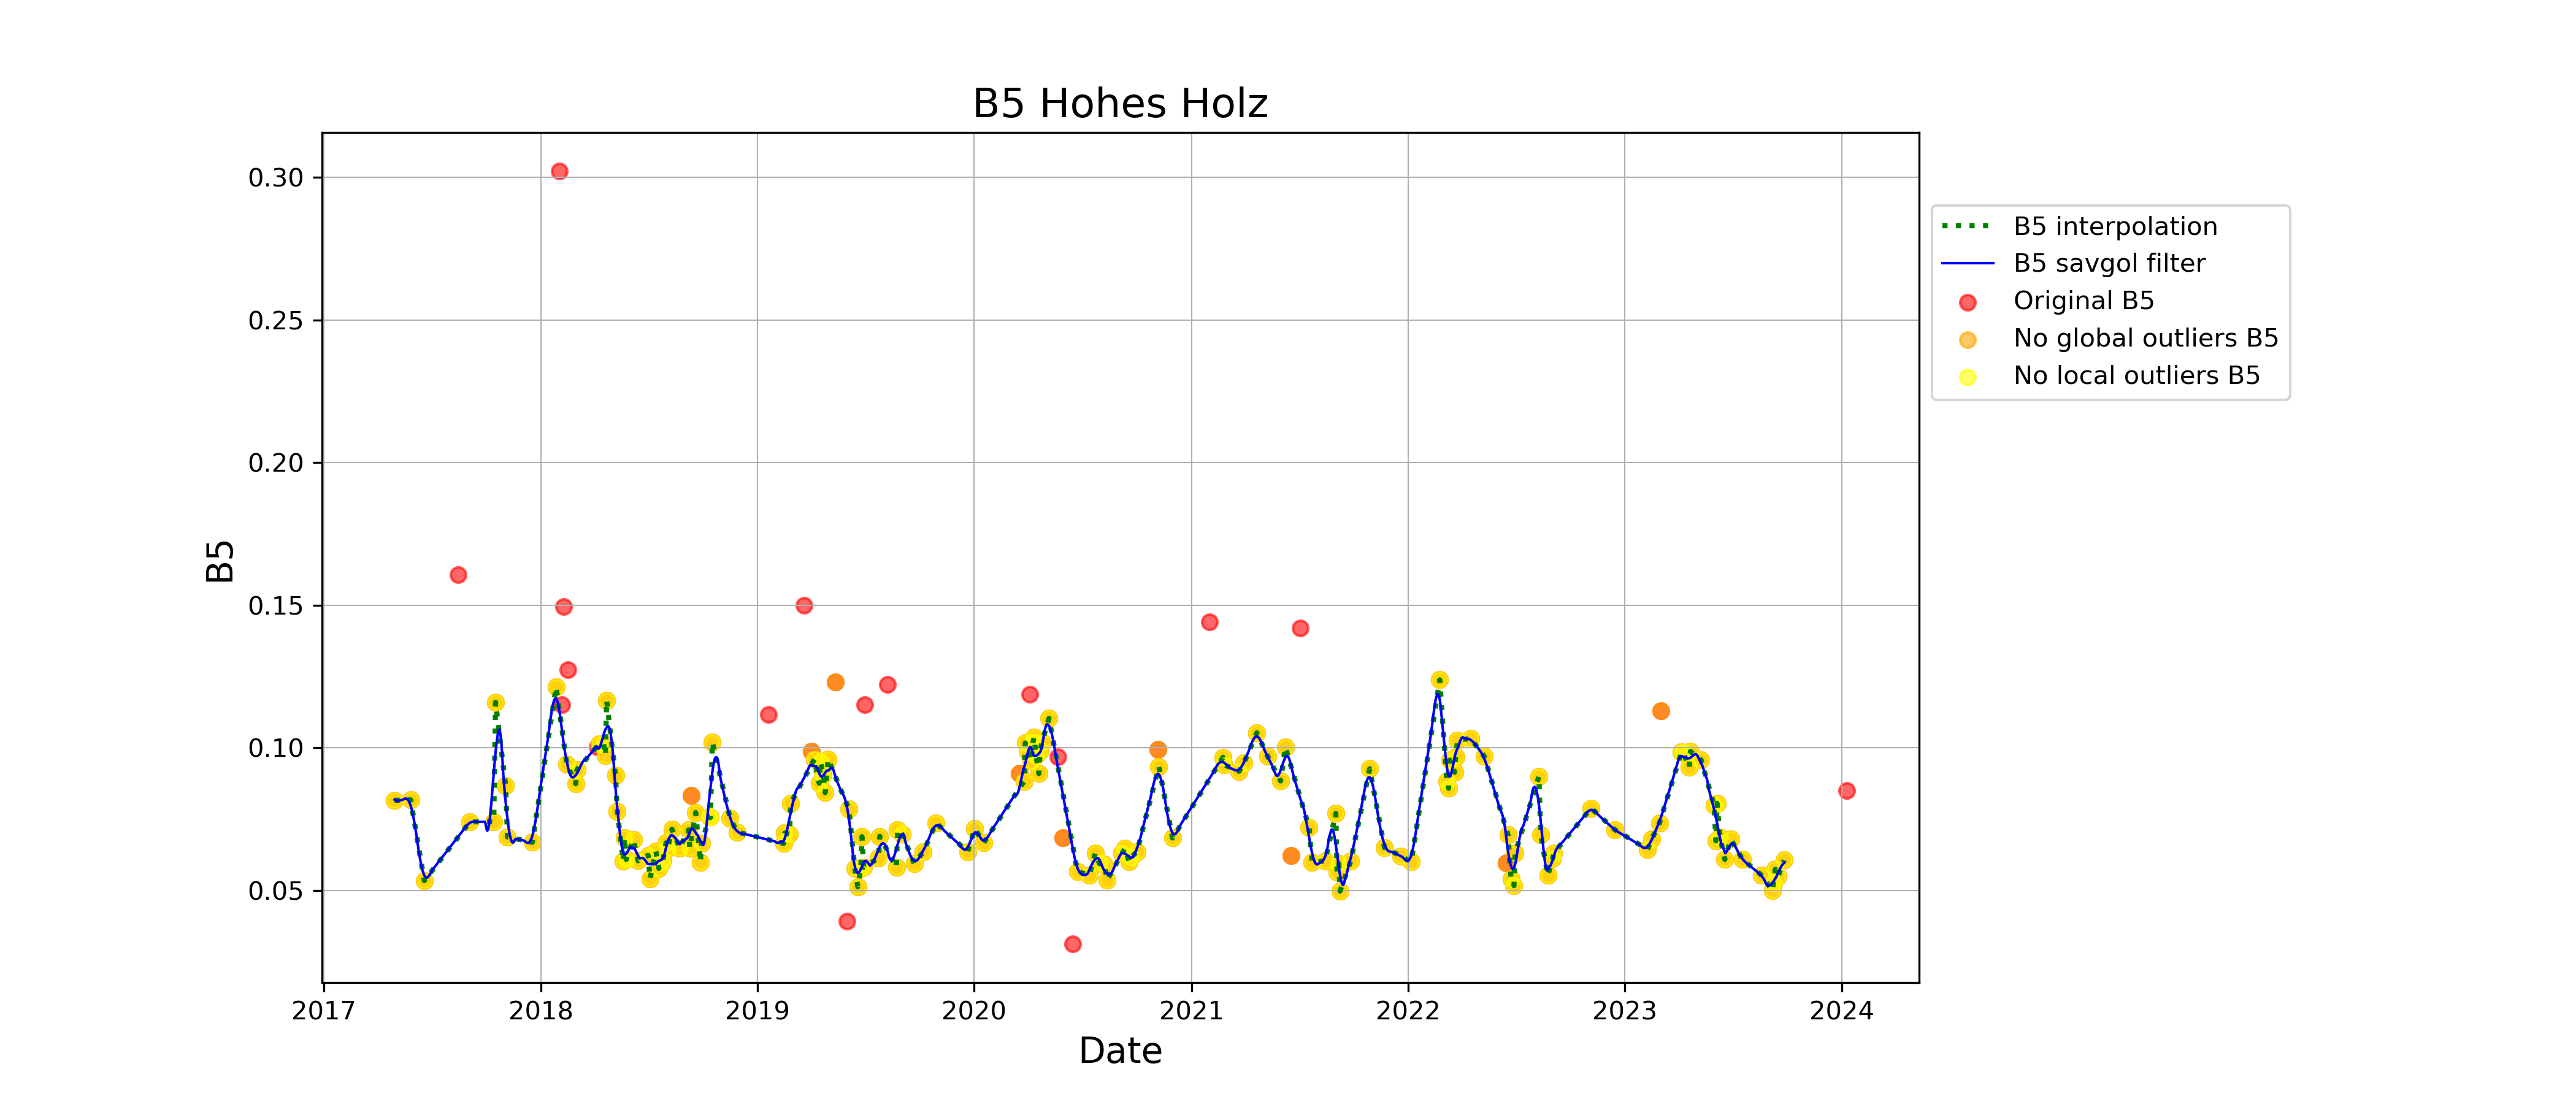 B5 Hohes Holz
0.30
0.25
0.20
0.15
0.10
0.05
B5
2017 2018 2019 2020 2021 2022 2023 2024
Date
B5 interpolation
B5 savgol filter
Original B5
No global outliers B5
No local outliers B5